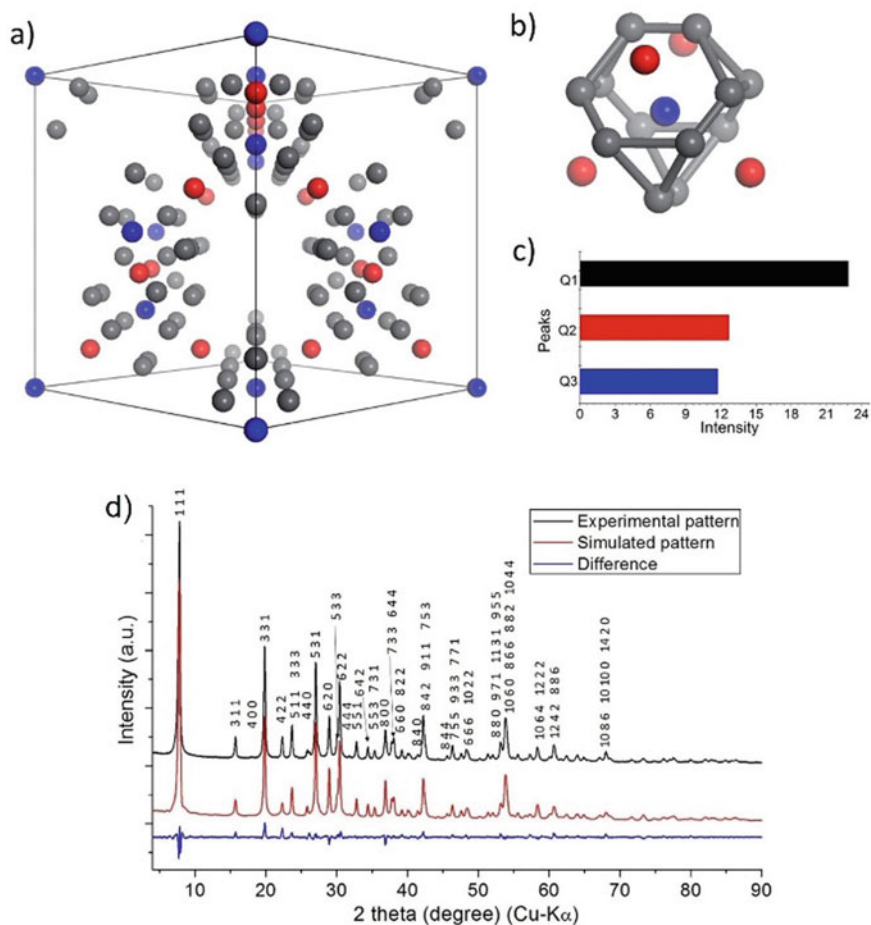 a)
b)
c)
Peaks
Q1
Q2
Q3
0 3 6 9 12 15 18 21 24
Intensity
d)
Intensity (a.u.)
Experimental pattern
Simulated pattern
Difference
111
311
400
331
422
511 333
440
531
620
533
622
444
551 642
553 731
800
733 644
660 822
840
842 911 753
844
755 933 771
666 1022
880 971 1131 955
1060 866 882 1044
1064 1222
1242 886
1086 10100 1420
10 20 30 40 50 60 70 80 90
2 theta (degree) (Cu-Kα)